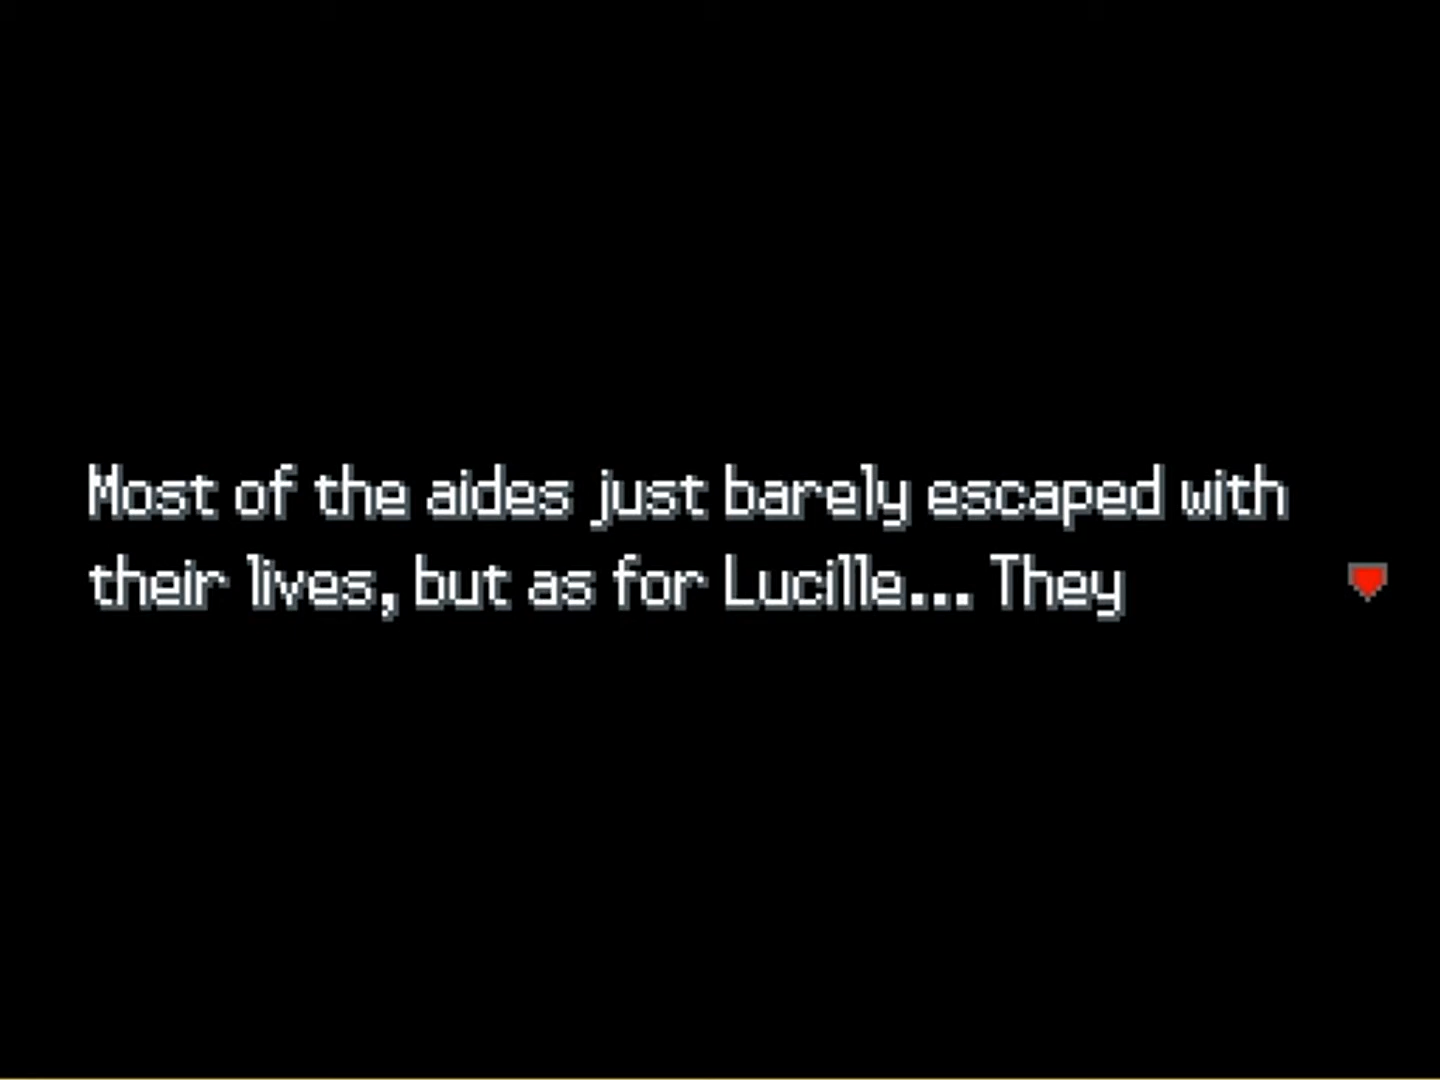 Most of the aides just barely escaped with
their lives, but as for Lucille... They